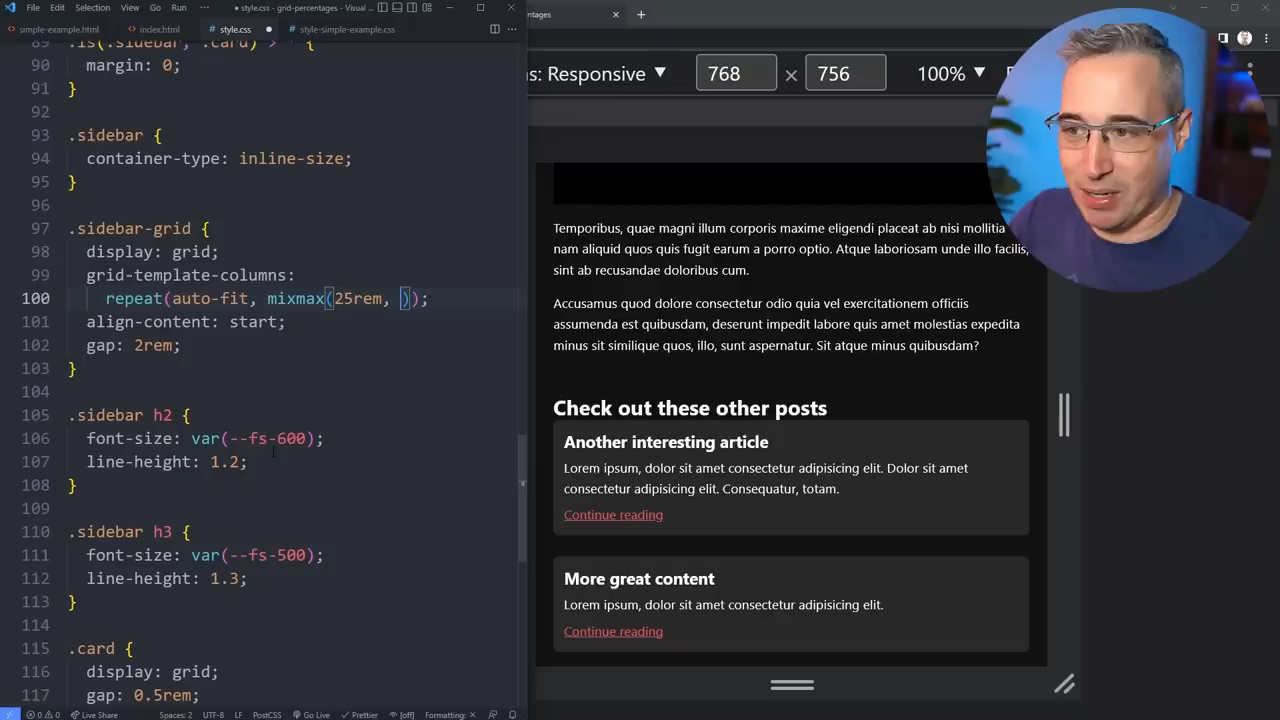 File Edit Selection View Go Run ··· ● style.css - grid-percentages - Visual ...
simple-example.html index.html style.css ● style-simple-example.css ···
ntages × +
90 margin: 0;
91 }
92
93 .sidebar {
94 container-type: inline-size;
95 }
96
97 .sidebar-grid {
98 display: grid;
99 grid-template-columns:
100 repeat(auto-fit, mixmax(25rem, ));
101 align-content: start;
102 gap: 2rem;
103 }
104
105 .sidebar h2 {
106 font-size: var(--fs-600);
107 line-height: 1.2;
108 }
109
110 .sidebar h3 {
111 font-size: var(--fs-500);
112 line-height: 1.3;
113 }
114
115 .card {
116 display: grid;
117 gap: 0.5rem;
0 0 Live Share Spaces: 2 UTF-8 LF PostCSS Go Live Prettier [off] Formatting: ×
ns: Responsive ▼ 768 × 756 100% ▼
Temporibus, quae magni illum corporis maxime eligendi placeat ab nisi mollitia
nam aliquid quos quis fugit earum a porro optio. Atque laboriosam unde illo facilis,
sint ab recusandae doloribus cum.
Accusamus quod dolore consectetur odio quia vel exercitationem officiis
assumenda est quibusdam, deserunt impedit labore quis amet molestias expedita
minus sit similique quos, illo, sunt aspernatur. Sit atque minus quibusdam?
Check out these other posts
Another interesting article
Lorem ipsum, dolor sit amet consectetur adipisicing elit. Dolor sit amet
consectetur adipisicing elit. Consequatur, totam.
Continue reading
More great content
Lorem ipsum, dolor sit amet consectetur adipisicing elit.
Continue reading